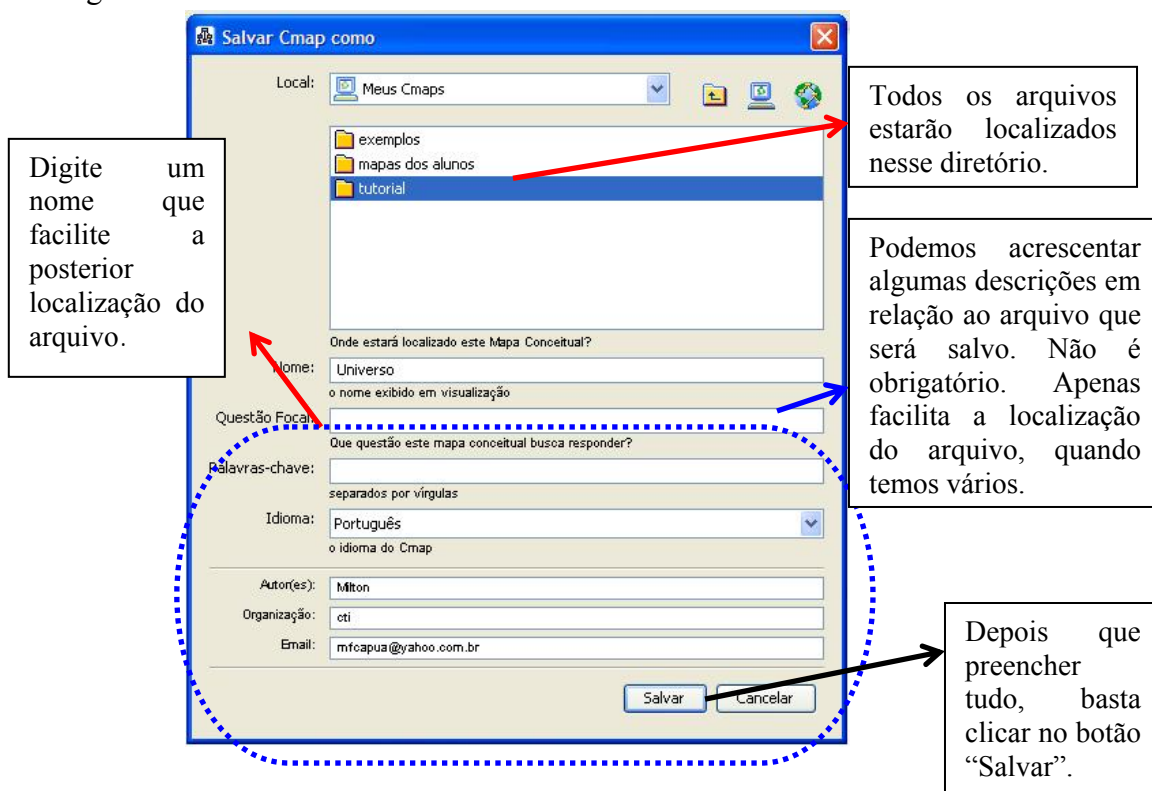 Salvar Cmap como
Local:
Meus Cmaps
exemplos
mapas dos alunos
tutorial
Onde estará localizado este Mapa Conceitual?
Nome:
Universo
o nome exibido em visualização
Questão Focal:
Que questão este mapa conceitual busca responder?
Palavras-chave:
separados por vírgulas
Idioma:
Português
o idioma do Cmap
Autor(es):
Milton
Organização:
cti
Email:
mfcapua@yahoo.com.br
Salvar
Cancelar
Digite um
nome que
facilite a
posterior
localização do
arquivo.
Todos os arquivos
estarão localizados
nesse diretório.
Podemos acrescentar
algumas descrições em
relação ao arquivo que
será salvo. Não é
obrigatório. Apenas
facilita a localização
do arquivo, quando
temos vários.
Depois que
preencher
tudo, basta
clicar no botão
“Salvar”.